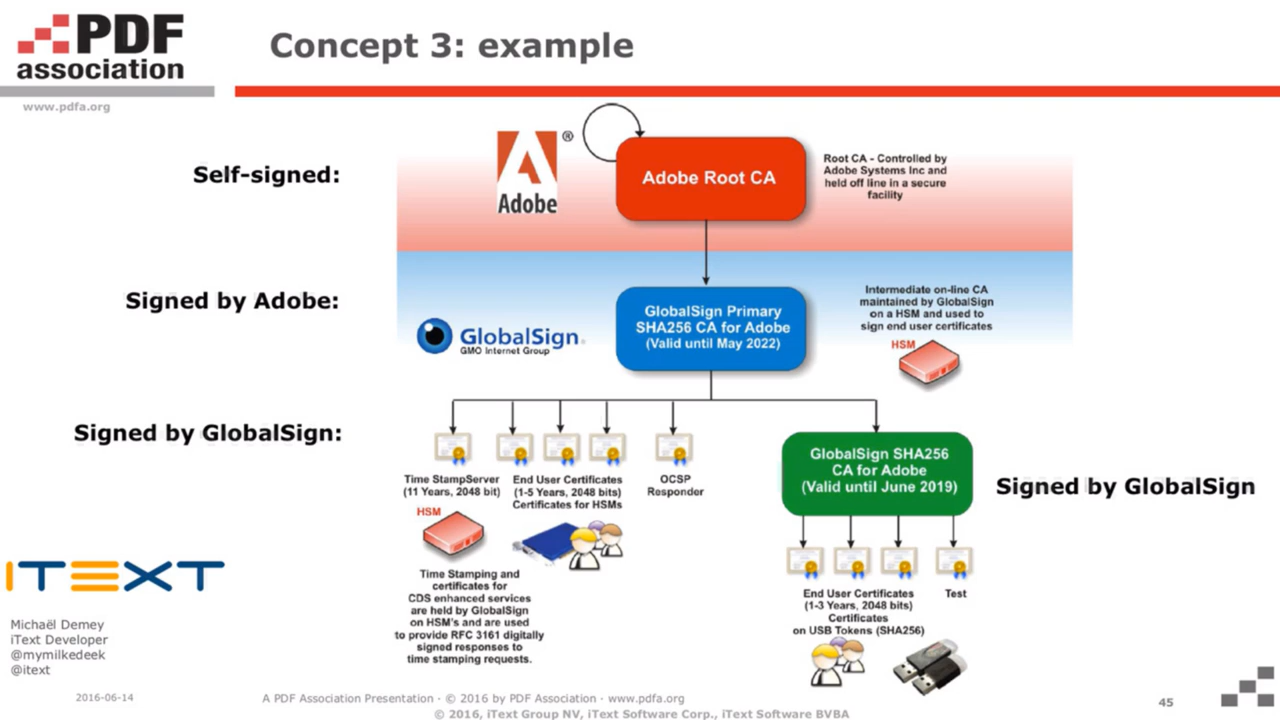 PDF
association
www.pdfa.org
Concept 3: example
Self-signed:
Adobe
®
Adobe Root CA
Root CA - Controlled by
Adobe Systems Inc and
held off line in a secure
facility
Signed by Adobe:
GlobalSign.
GMO Internet Group
GlobalSign Primary
SHA256 CA for Adobe
(Valid until May 2022)
Intermediate on-line CA
maintained by GlobalSign
on a HSM and used to
sign end user certificates
HSM
Signed by GlobalSign:
Time StampServer
(11 Years, 2048 bit)
HSM
Time Stamping and
certificates for
CDS enhanced services
are held by GlobalSign
on HSM's and are used
to provide RFC 3161 digitally
signed responses to
time stamping requests.
End User Certificates
(1-5 Years, 2048 bits)
Certificates for HSMs
OCSP
Responder
GlobalSign SHA256
CA for Adobe
(Valid until June 2019)
Signed by GlobalSign
End User Certificates
(1-3 Years, 2048 bits)
Certificates
on USB Tokens (SHA256)
Test
ITEXT
Michaël Demey
iText Developer
@mymilkedeek
@itext
2016-06-14
A PDF Association Presentation · © 2016 by PDF Association · www.pdfa.org
© 2016, iText Group NV, iText Software Corp., iText Software BVBA
45